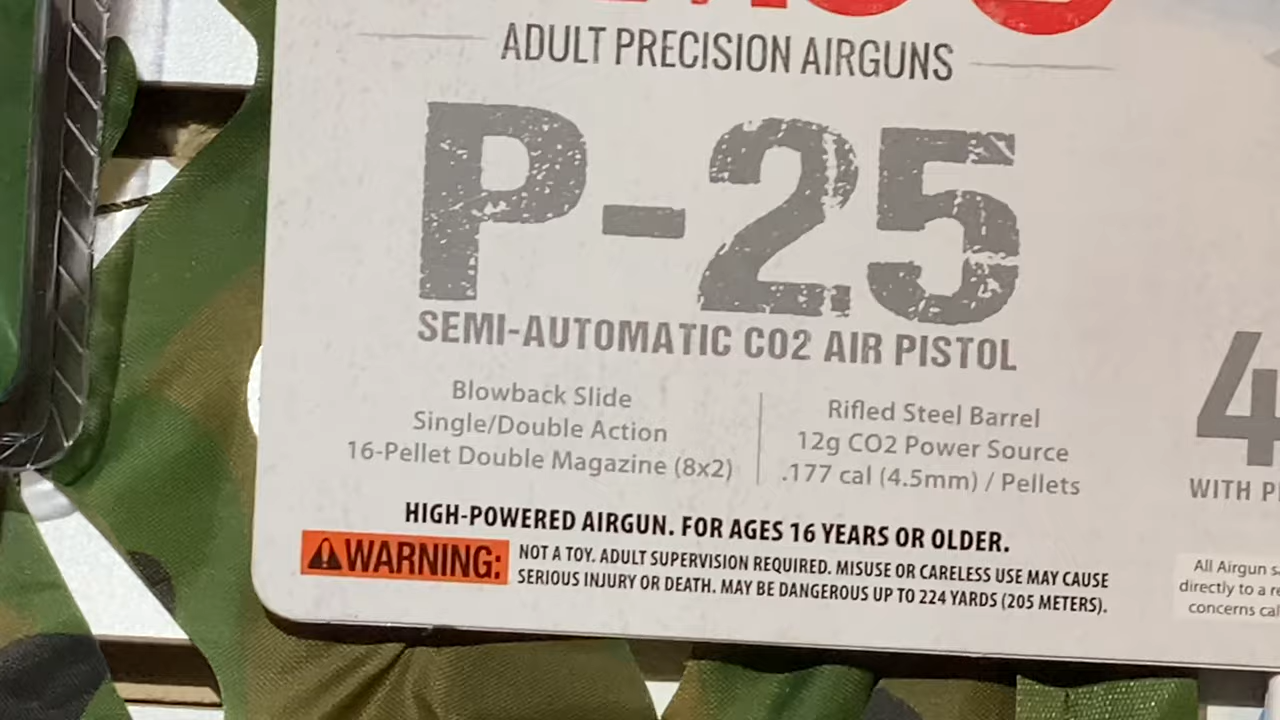 ADULT PRECISION AIRGUNS
P-25
SEMI-AUTOMATIC CO2 AIR PISTOL
Blowback Slide
Single/Double Action
16-Pellet Double Magazine (8x2)
Rifled Steel Barrel
12g CO2 Power Source
.177 cal (4.5mm) / Pellets
HIGH-POWERED AIRGUN. FOR AGES 16 YEARS OR OLDER.
WARNING: NOT A TOY. ADULT SUPERVISION REQUIRED. MISUSE OR CARELESS USE MAY CAUSE
SERIOUS INJURY OR DEATH. MAY BE DANGEROUS UP TO 224 YARDS (205 METERS).
4
WITH
All Airgun
directly to a
concerns